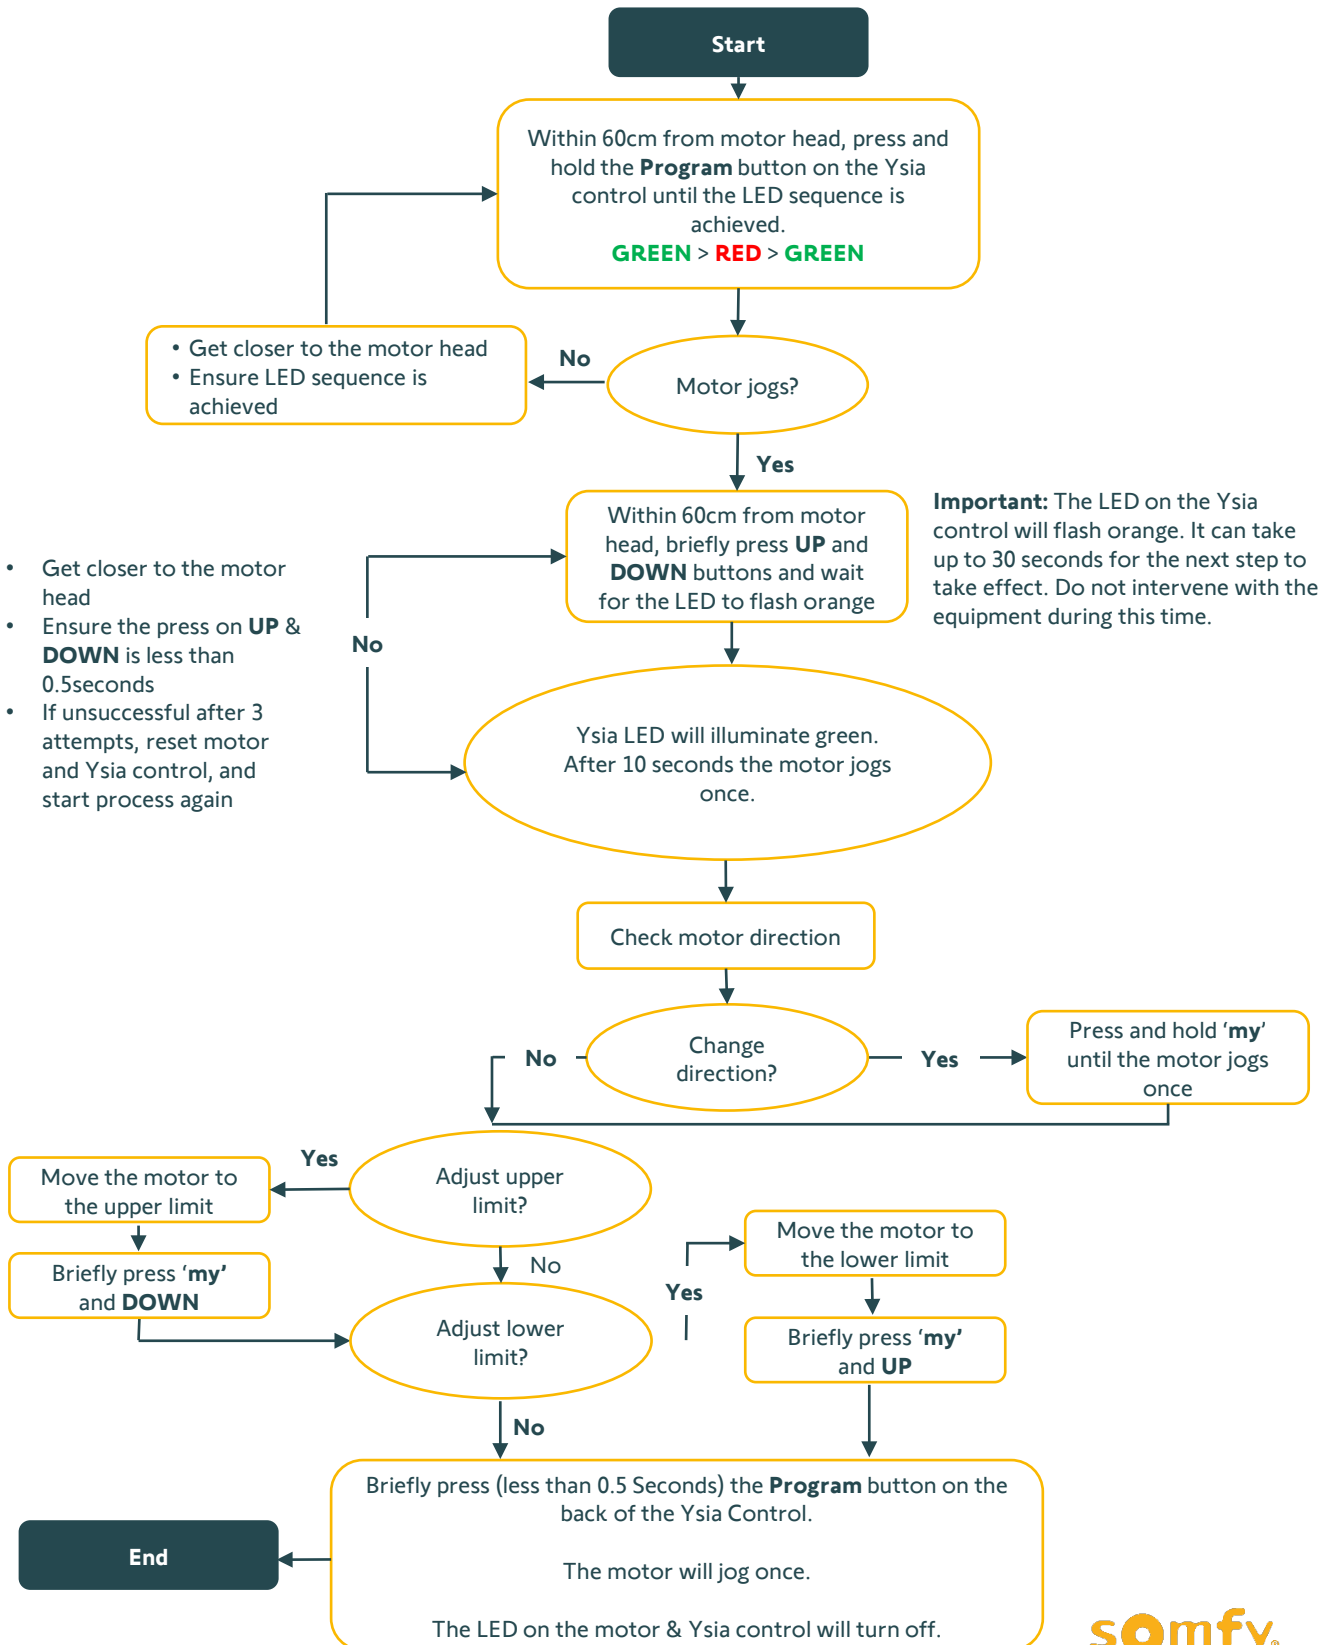 Start
Within 60cm from motor head, press and
hold the Program button on the Ysia
control until the LED sequence is
achieved.
GREEN > RED > GREEN
• Get closer to the motor head
• Ensure LED sequence is
achieved
No
Motor jogs?
Yes
Within 60cm from motor
head, briefly press UP and
DOWN buttons and wait
for the LED to flash orange
Important: The LED on the Ysia
control will flash orange. It can take
up to 30 seconds for the next step to
take effect. Do not intervene with the
equipment during this time.
• Get closer to the motor
head
• Ensure the press on UP &
DOWN is less than
0.5seconds
• If unsuccessful after 3
attempts, reset motor
and Ysia control, and
start process again
No
Ysia LED will illuminate green.
After 10 seconds the motor jogs
once.
Check motor direction
Change
direction?
No
Yes
Press and hold ‘my’
until the motor jogs
once
Adjust upper
limit?
Yes
Move the motor to
the upper limit
Briefly press ‘my’
and DOWN
No
Adjust lower
limit?
Yes
Move the motor to
the lower limit
Briefly press ‘my’
and UP
No
Briefly press (less than 0.5 Seconds) the Program button on the
back of the Ysia Control.
The motor will jog once.
The LED on the motor & Ysia control will turn off.
End
somfy®